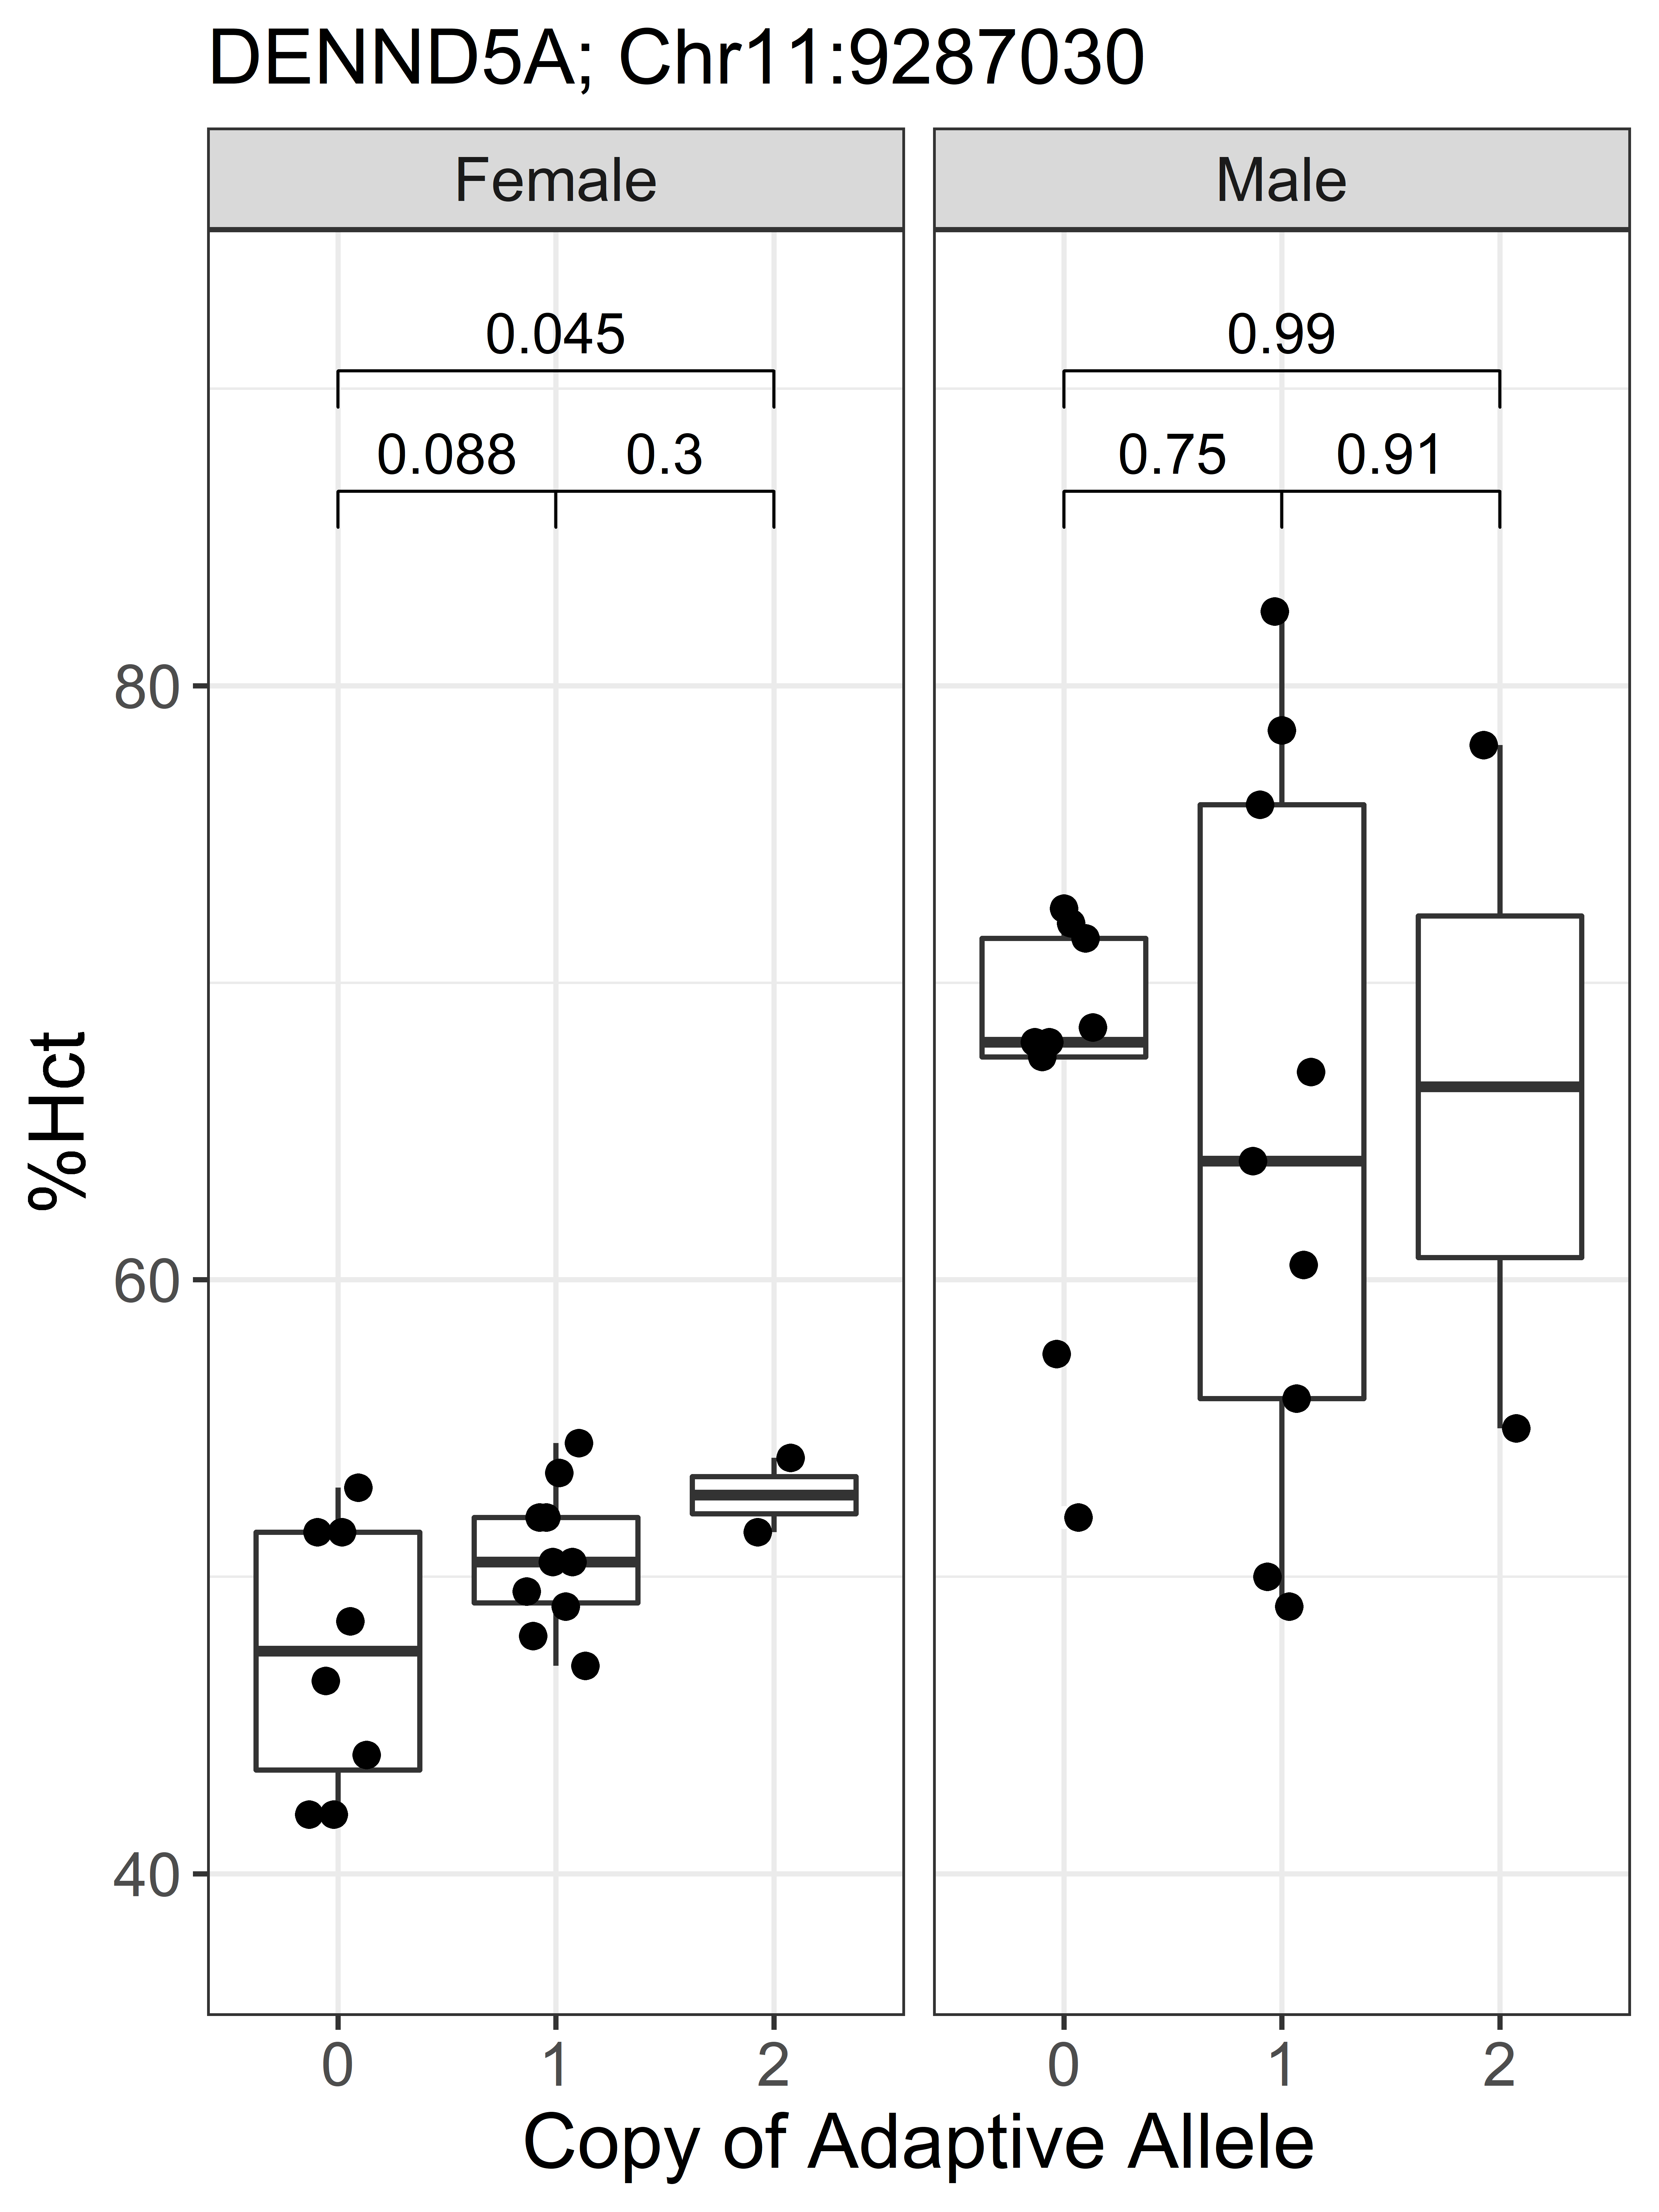 DENND5A; Chr11:9287030
Female
Male
0.045
0.99
0.088 0.3
0.75 0.91
80
60
40
%Hct
0 1 2
0 1 2
Copy of Adaptive Allele